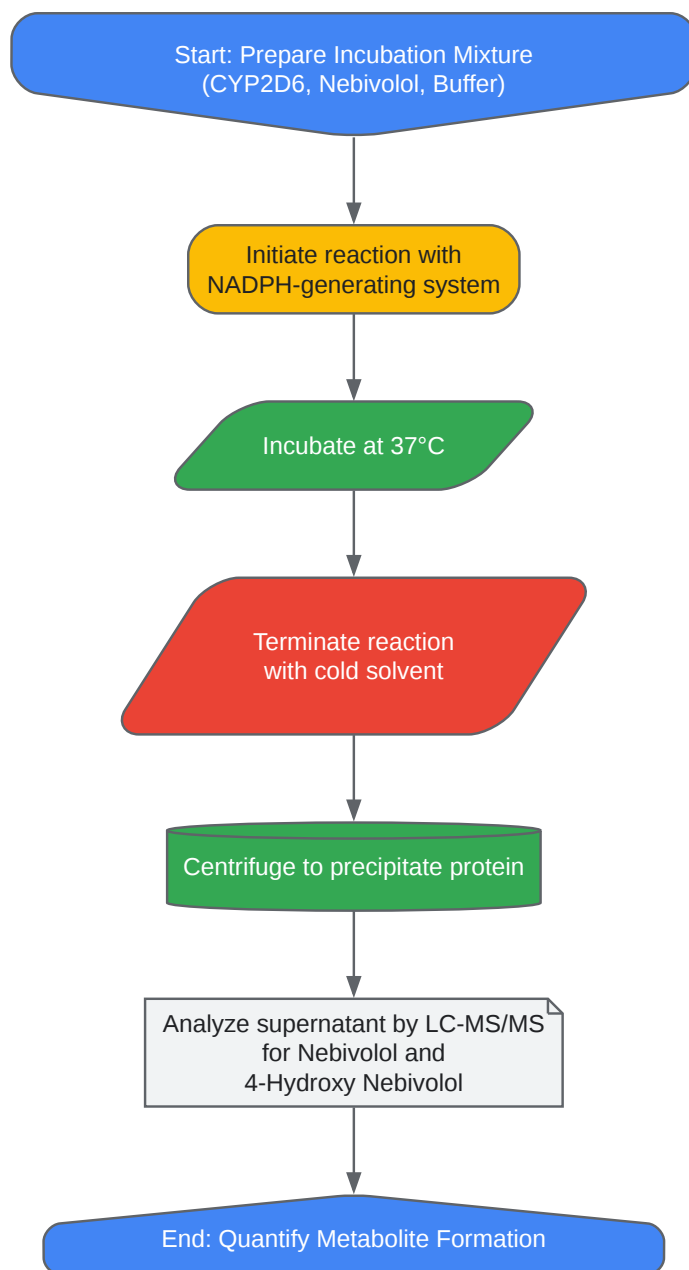 Start: Prepare Incubation Mixture
(CYP2D6, Nebivolol, Buffer)
Initiate reaction with
NADPH-generating system
Incubate at 37°C
Terminate reaction
with cold solvent
Centrifuge to precipitate protein
Analyze supernatant by LC-MS/MS
for Nebivolol and
4-Hydroxy Nebivolol
End: Quantify Metabolite Formation